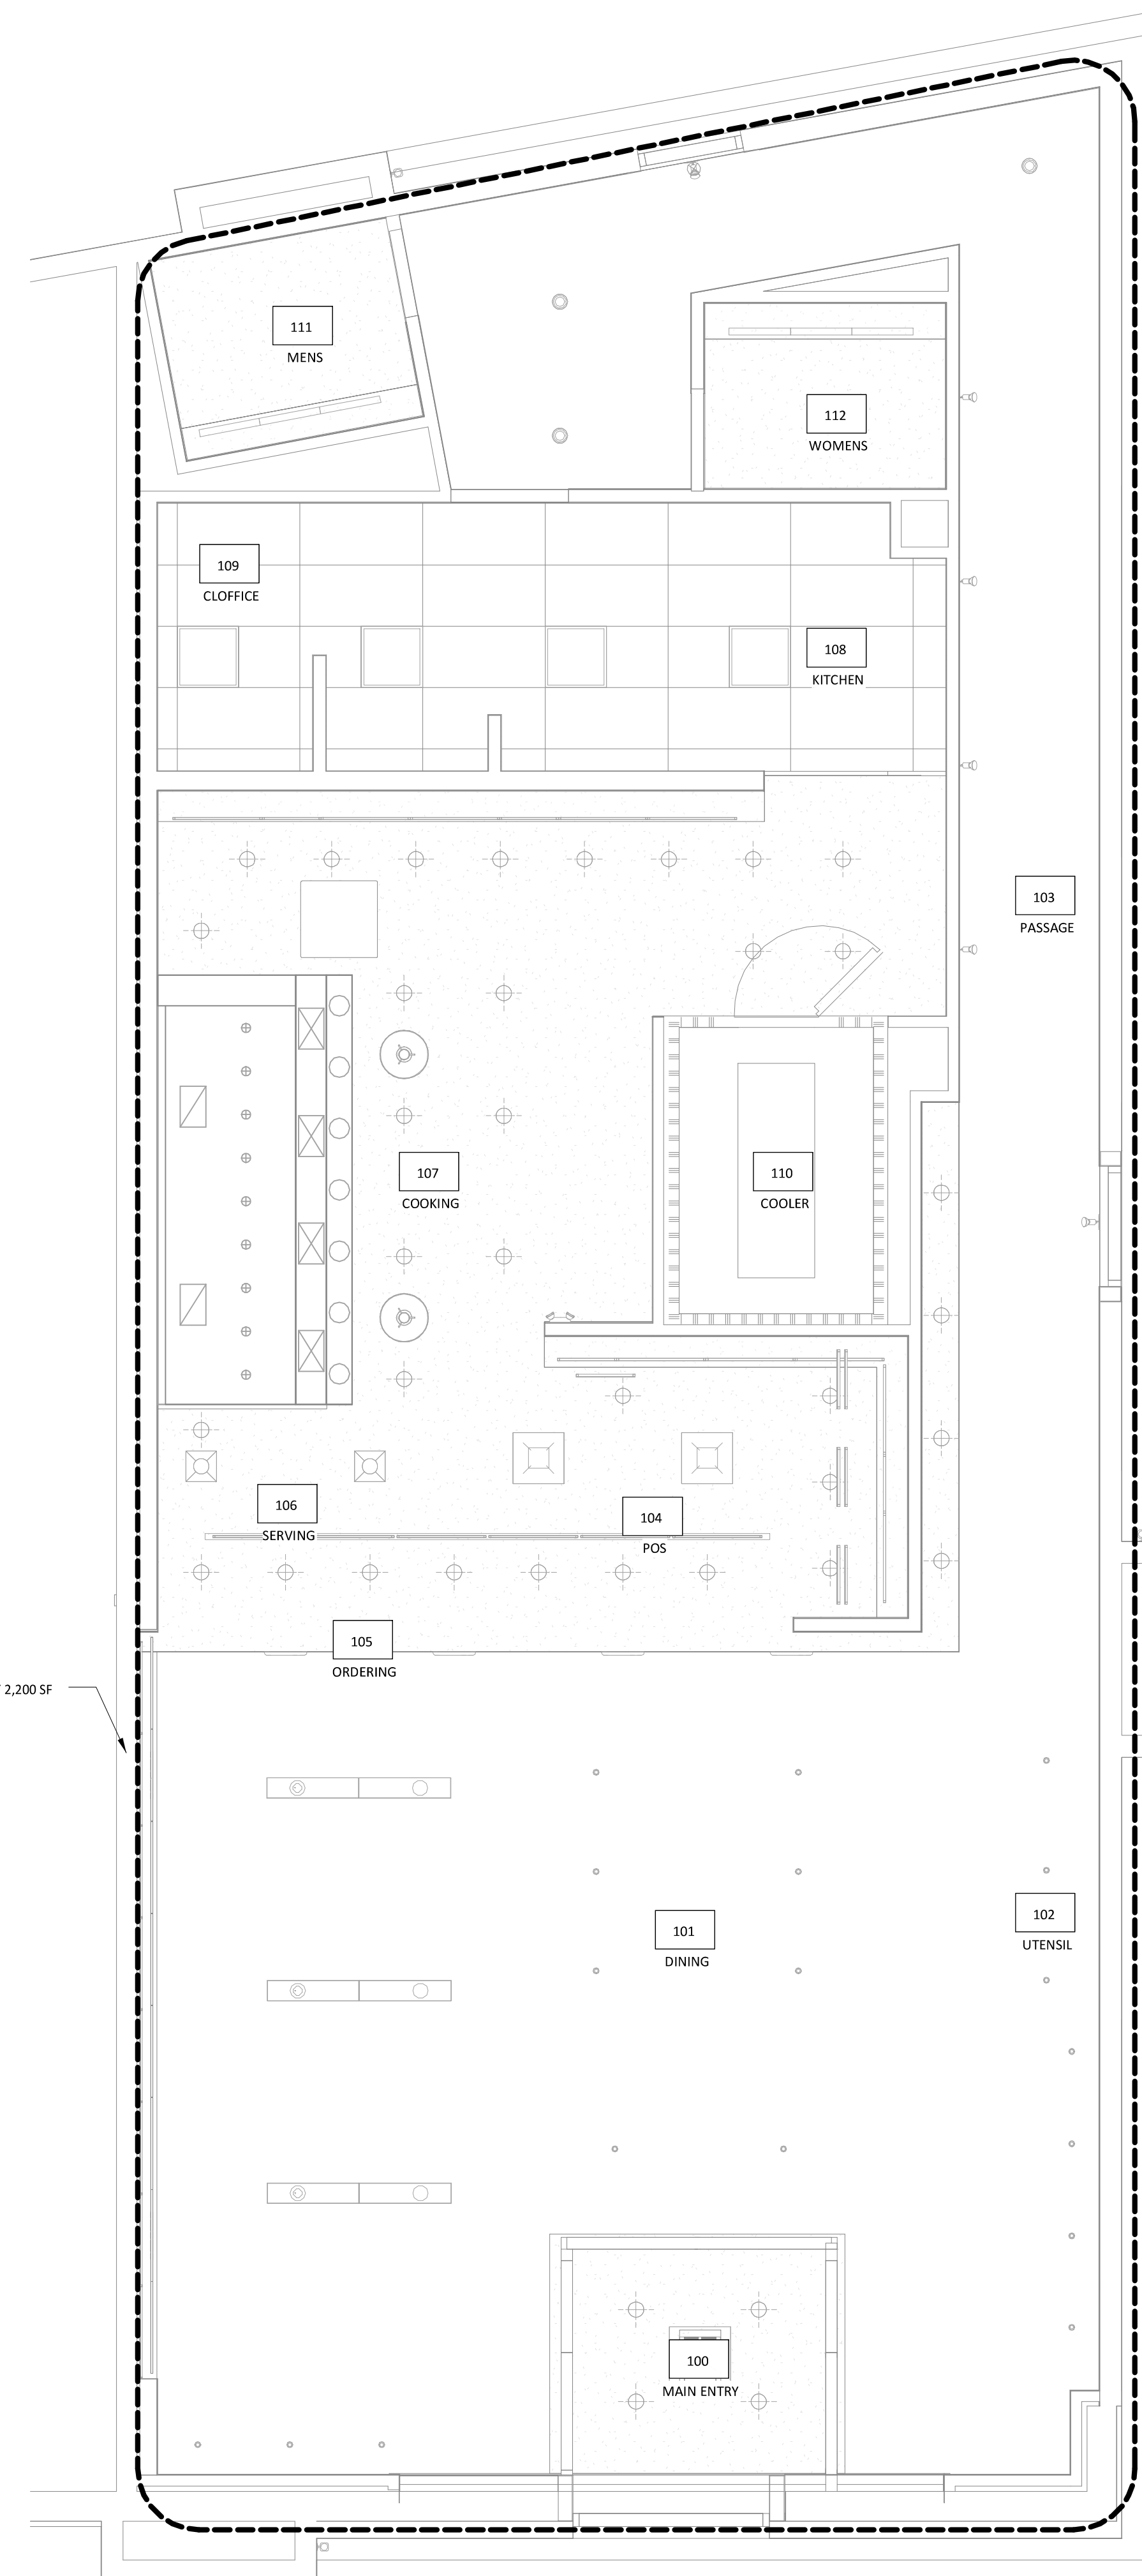 111
MENS
112
WOMENS
109
CLOFFICE
108
KITCHEN
103
PASSAGE
107
COOKING
110
COOLER
106
SERVING
104
POS
105
ORDERING
2,200 SF
101
DINING
102
UTENSIL
100
MAIN ENTRY